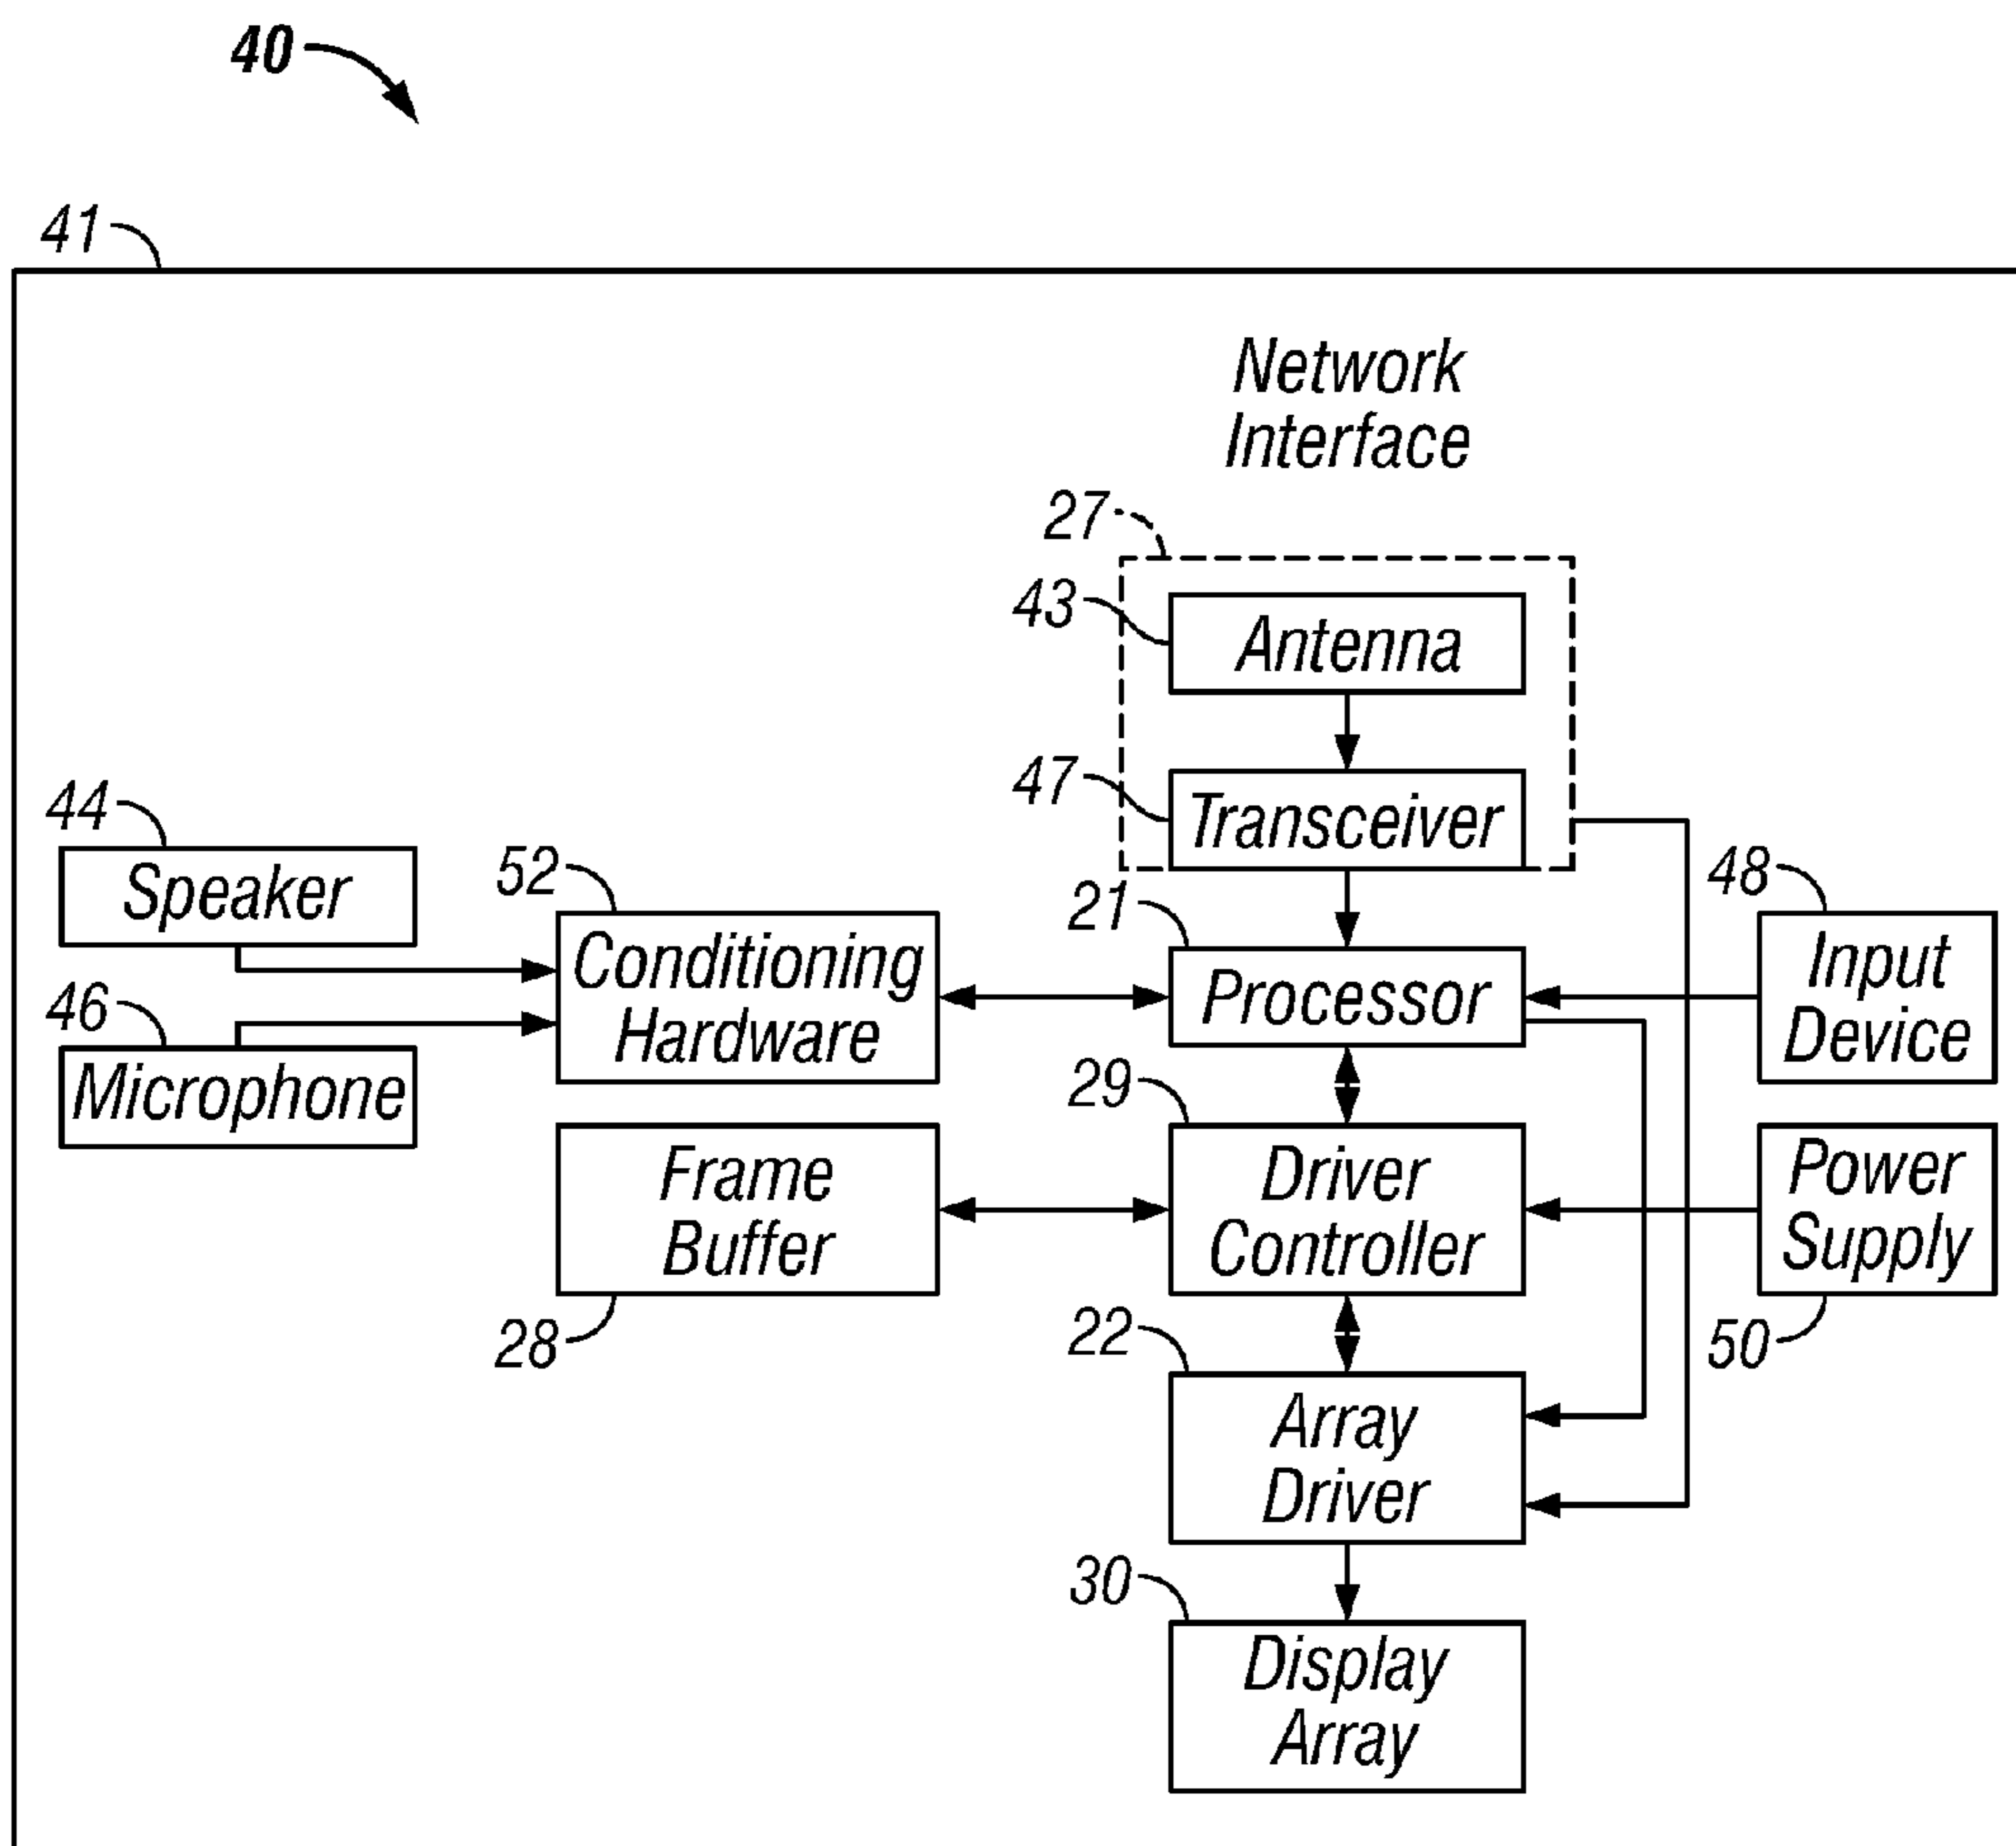 40
41
Network
Interface
27
43
Antenna
47
Transceiver
44
Speaker
52
Conditioning
Hardware
21
Processor
48
Input
Device
46
Microphone
29
Driver
Controller
Frame
Buffer
28
Power
Supply
50
22
Array
Driver
30
Display
Array